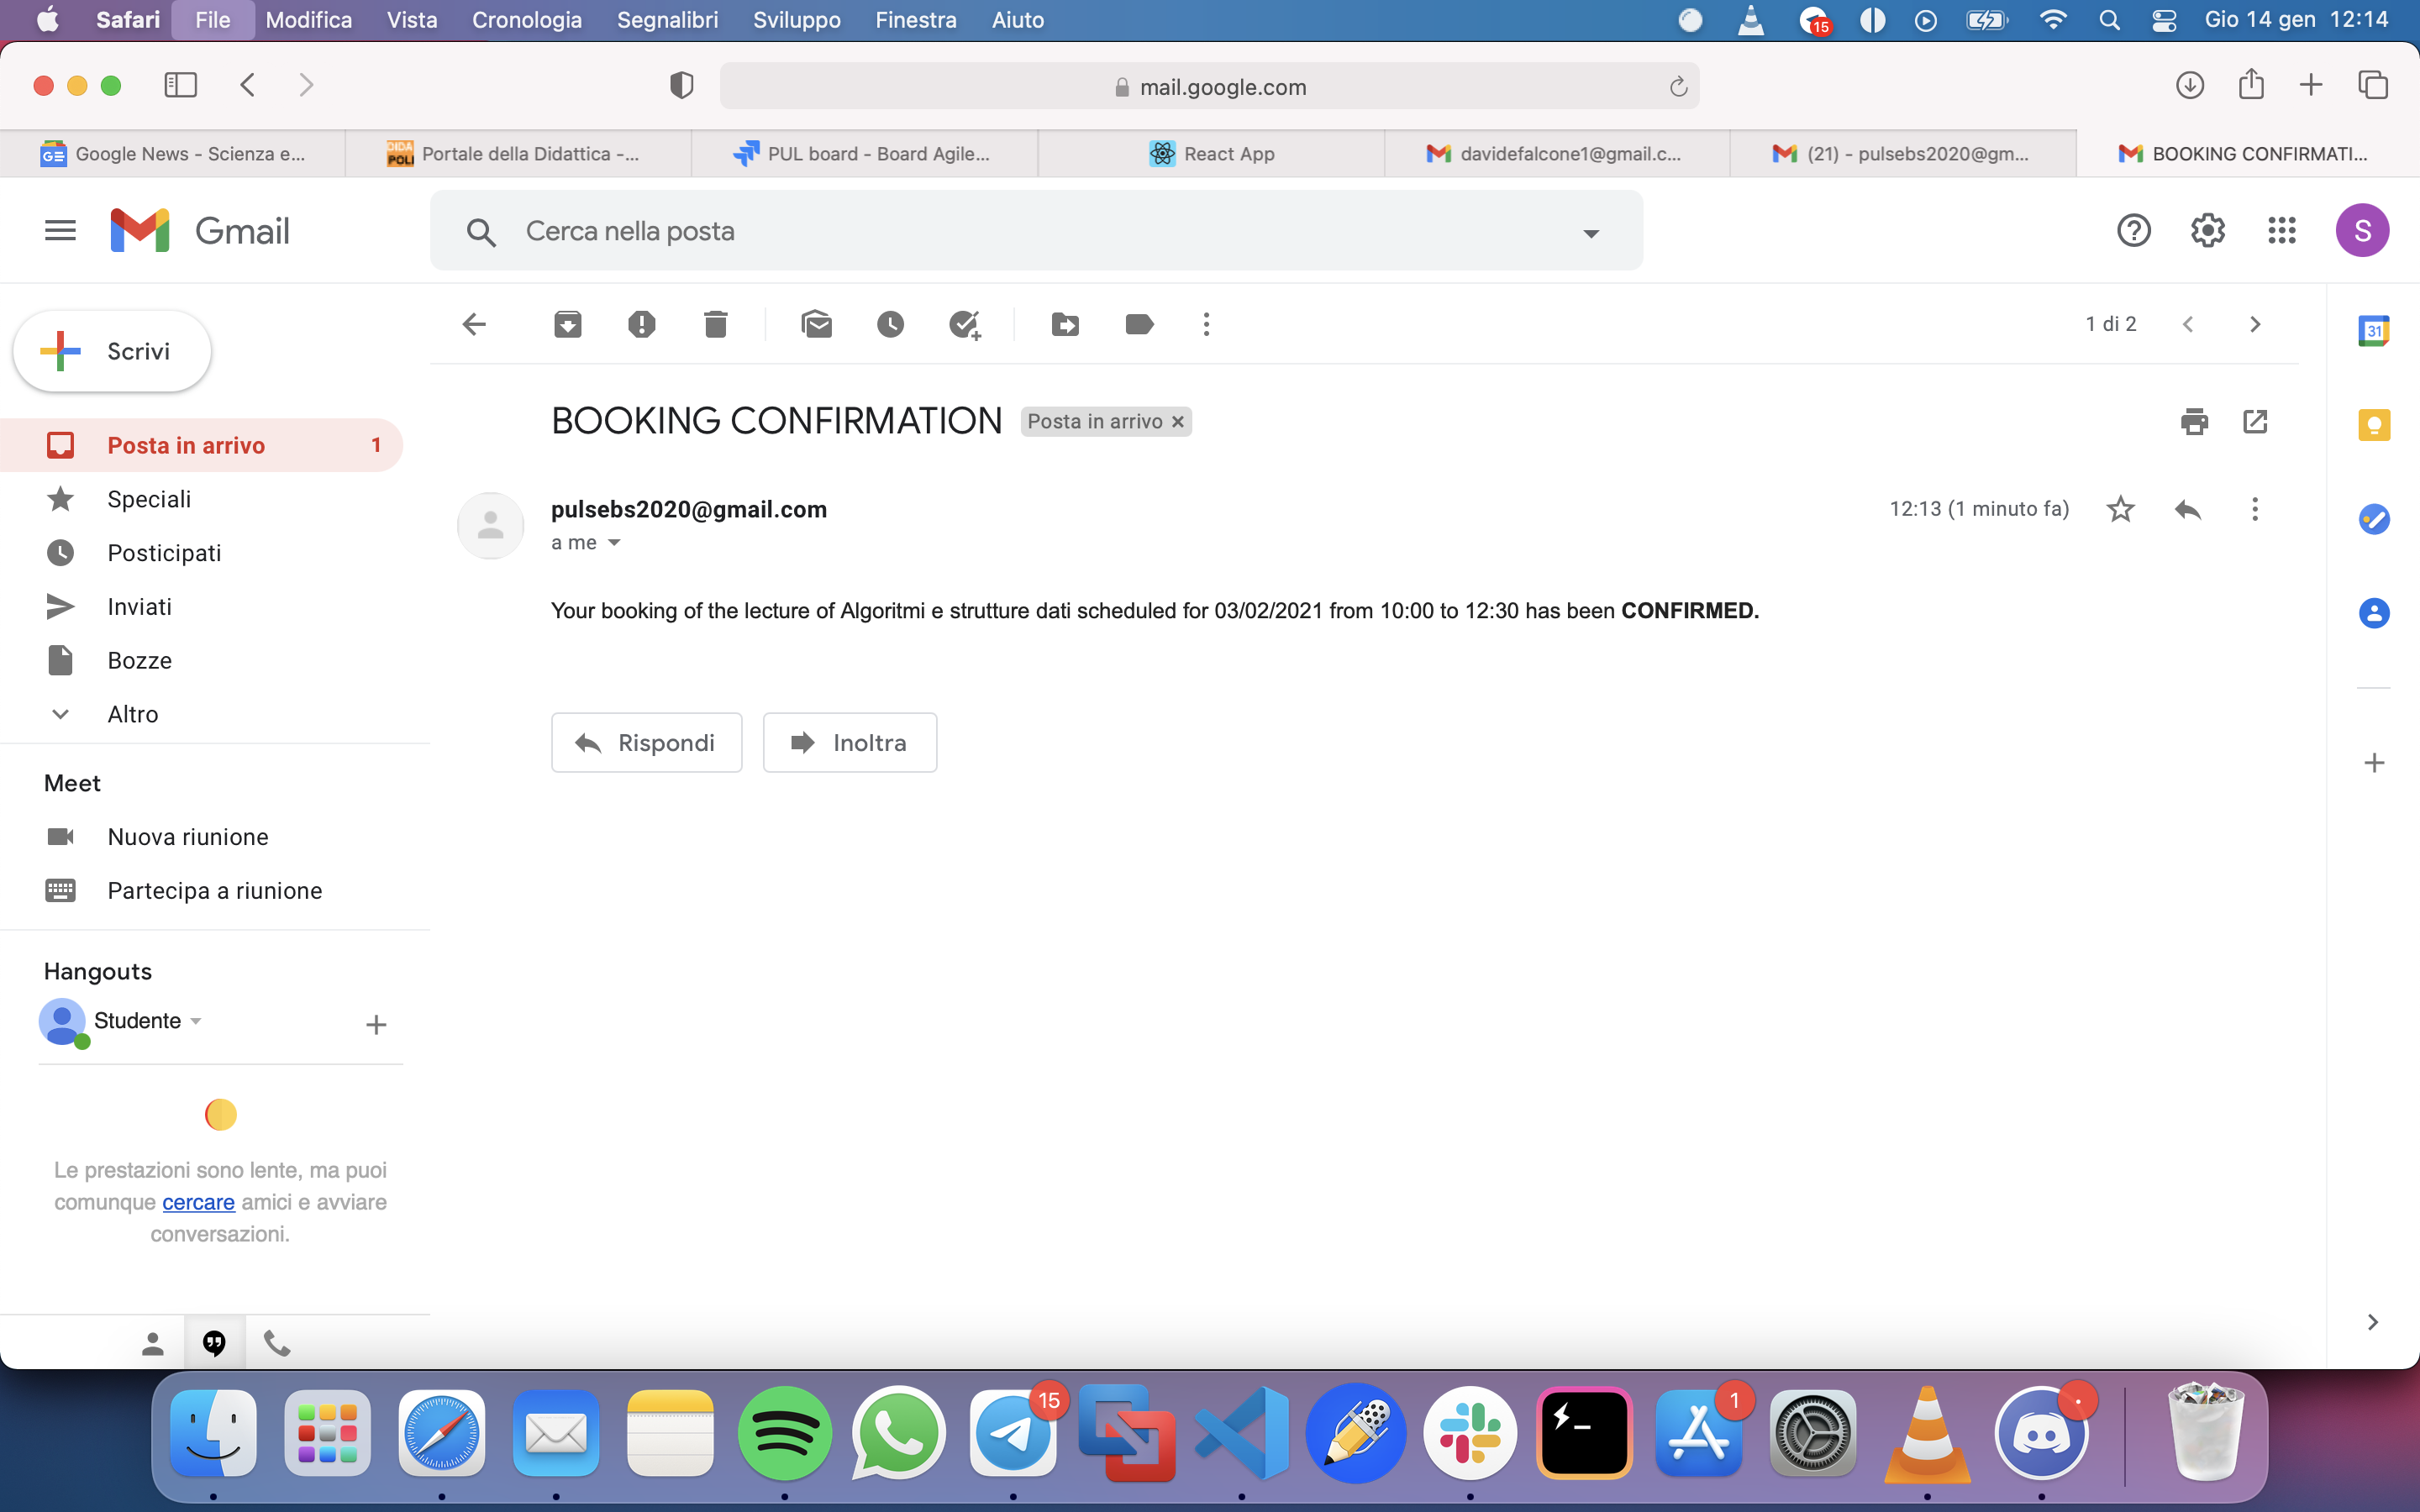 Safari File Modifica Vista Cronologia Segnalibri Sviluppo Finestra Aiuto 15 Gio 14 gen 12:14
mail.google.com
Google News - Scienza e... Portale della Didattica -... PUL board - Board Agile... React App davidefalcone1@gmail.c... (21) - pulsebs2020@gm... BOOKING CONFIRMATI...
Gmail Cerca nella posta S
Scrivi
1 di 2
31
BOOKING CONFIRMATION Posta in arrivo ×
Posta in arrivo 1
Speciali
pulsebs2020@gmail.com 12:13 (1 minuto fa)
a me
Posticipati
Inviati
Your booking of the lecture of Algoritmi e strutture dati scheduled for 03/02/2021 from 10:00 to 12:30 has been CONFIRMED.
Bozze
Altro
Rispondi Inoltra
Meet
Nuova riunione
Partecipa a riunione
Hangouts
Studente
Le prestazioni sono lente, ma puoi
comunque cercare amici e avviare
conversazioni.
15 1